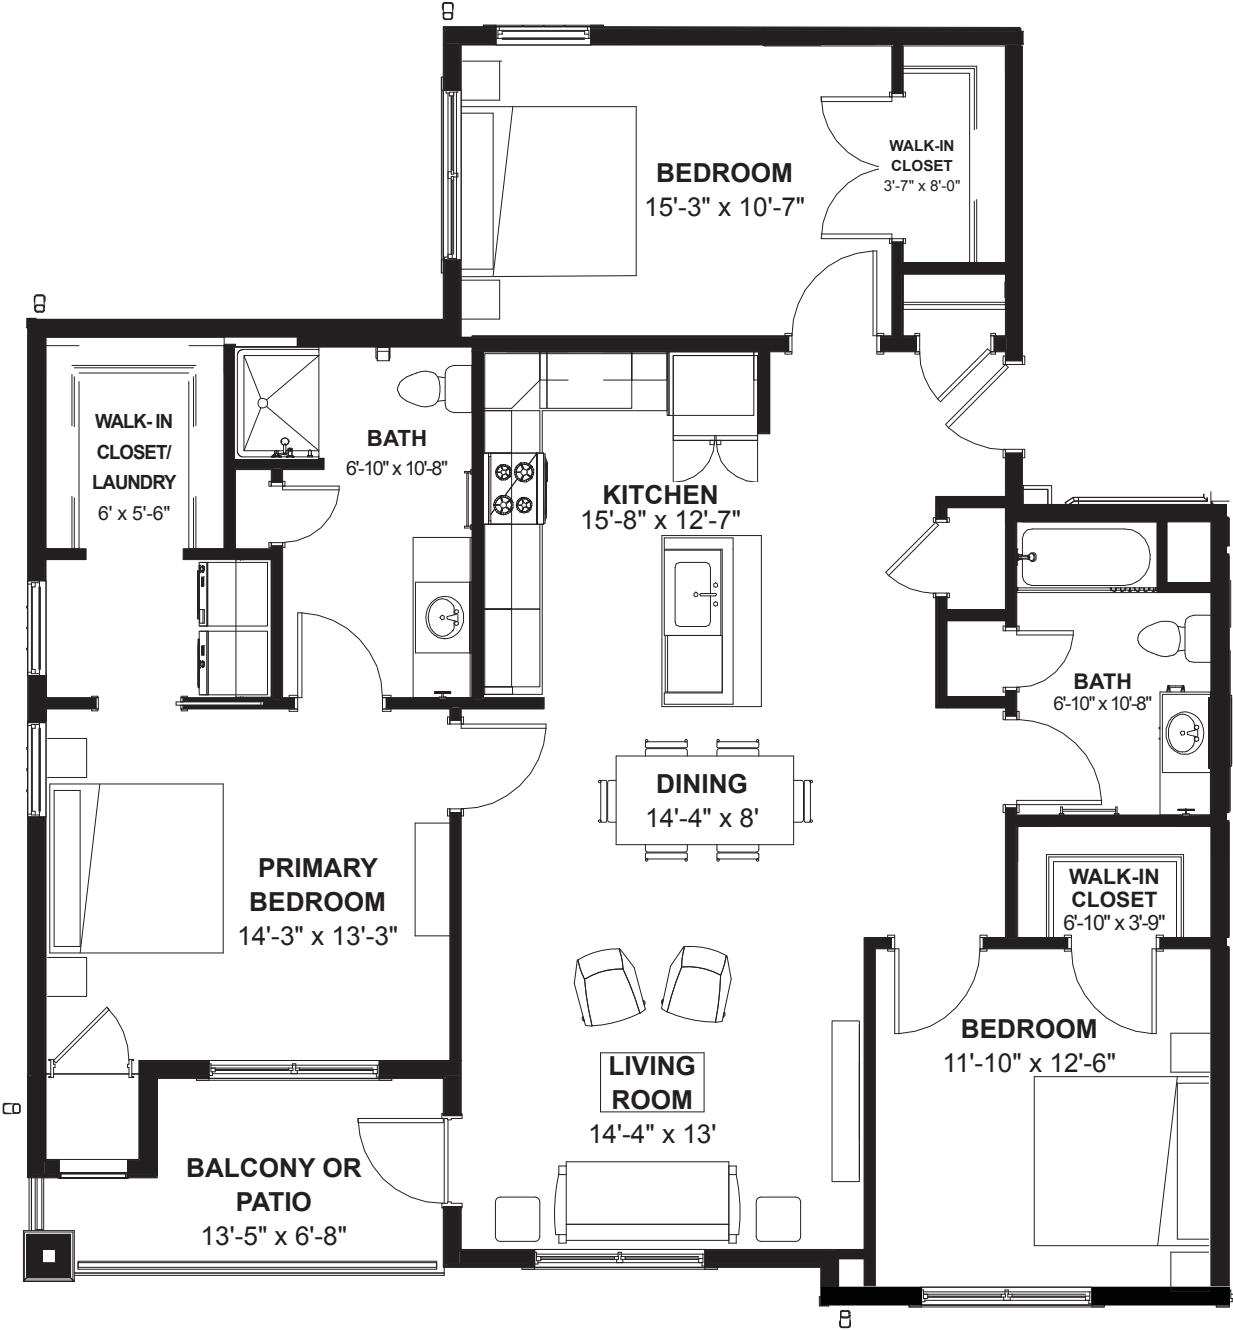 BEDROOM
15'-3" x 10'-7"
WALK-IN
CLOSET
3'-7" x 8'-0"
WALK- IN
CLOSET/
LAUNDRY
6' x 5'-6"
BATH
6'-10" x 10'-8"
KITCHEN
15'-8" x 12'-7"
BATH
6'-10" x 10'-8"
DINING
14'-4" x 8'
PRIMARY
BEDROOM
14'-3" x 13'-3"
WALK-IN
CLOSET
6'-10" x 3'-9"
BEDROOM
11'-10" x 12'-6"
LIVING
ROOM
14'-4" x 13'
BALCONY OR
PATIO
13'-5" x 6'-8"